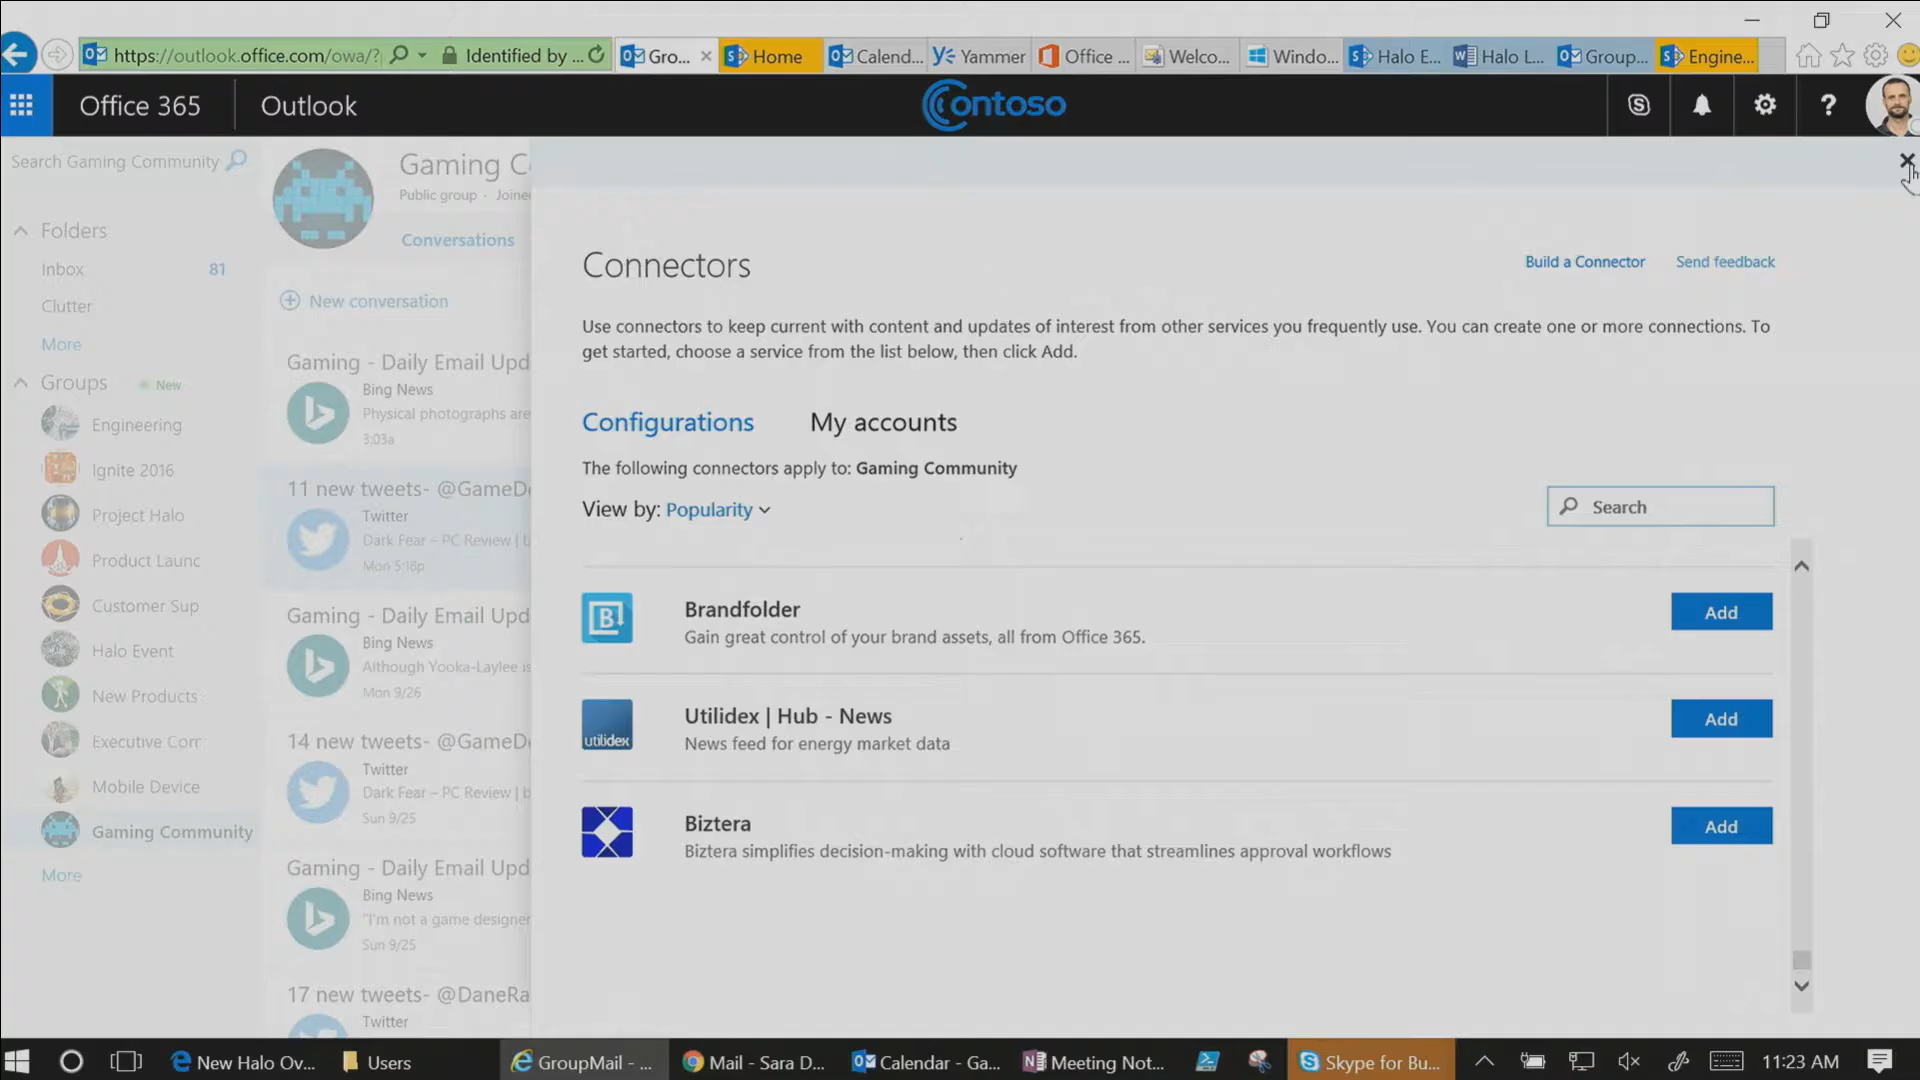 https://outlook.office.com/owa/?
Identified by ...
Gro...
Home
Calend...
Yammer
Office ...
Welco...
Windo...
Halo E...
Halo L...
Group...
Engine...
Office 365
Outlook
Contoso
Search Gaming Community
Folders
Inbox 81
Clutter
More
Groups New
Engineering
Ignite 2016
Project Halo
Product Launc
Customer Sup
Halo Event
New Products
Executive Com
Mobile Device
Gaming Community
More
Gaming C
Public group - Joine
Conversations
New conversation
Gaming - Daily Email Upd
Bing News
Physical photographs are
3:03a
11 new tweets- @GameD
Twitter
Dark Fear – PC Review | b
Mon 5:18p
Gaming - Daily Email Upd
Bing News
Although Yooka-Laylee is
Mon 9/26
14 new tweets- @GameD
Twitter
Dark Fear – PC Review | b
Sun 9/25
Gaming - Daily Email Upd
Bing News
"I'm not a game designer
Sun 9/25
17 new tweets- @DaneRa
Twitter
Connectors
Build a Connector
Send feedback
Use connectors to keep current with content and updates of interest from other services you frequently use. You can create one or more connections. To
get started, choose a service from the list below, then click Add.
Configurations
My accounts
The following connectors apply to: Gaming Community
View by: Popularity
Search
Brandfolder
Gain great control of your brand assets, all from Office 365.
Add
utilidex
Utilidex | Hub - News
News feed for energy market data
Add
Biztera
Biztera simplifies decision-making with cloud software that streamlines approval workflows
Add
New Halo Ov...
Users
GroupMail - ...
Mail - Sara D...
Calendar - Ga...
Meeting Not...
Skype for Bu...
11:23 AM